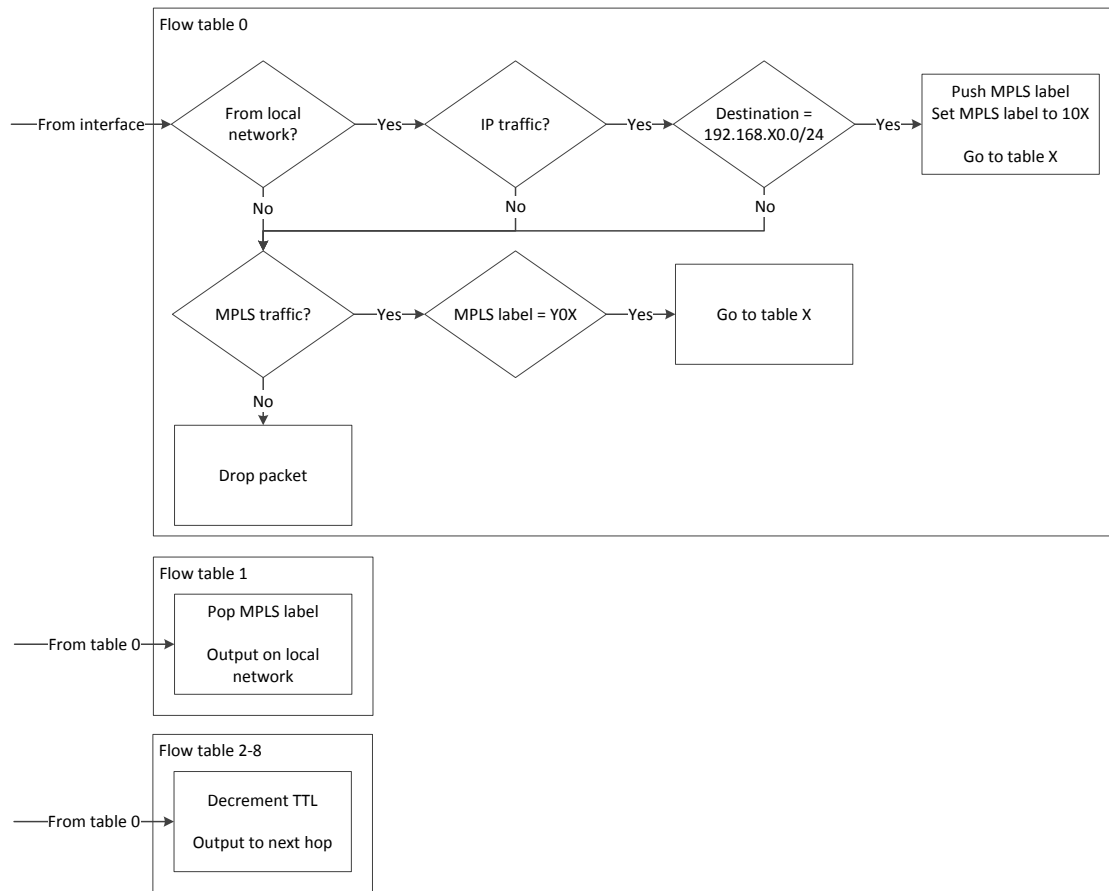 Flow table 0
From interface
From local
network?
Yes
IP traffic?
Yes
Destination =
192.168.X0.0/24
Yes
Push MPLS label
Set MPLS label to 10X
Go to table X
No
No
No
MPLS traffic?
Yes
MPLS label = Y0X
Yes
Go to table X
No
Drop packet
Flow table 1
From table 0
Pop MPLS label
Output on local
network
Flow table 2-8
From table 0
Decrement TTL
Output to next hop